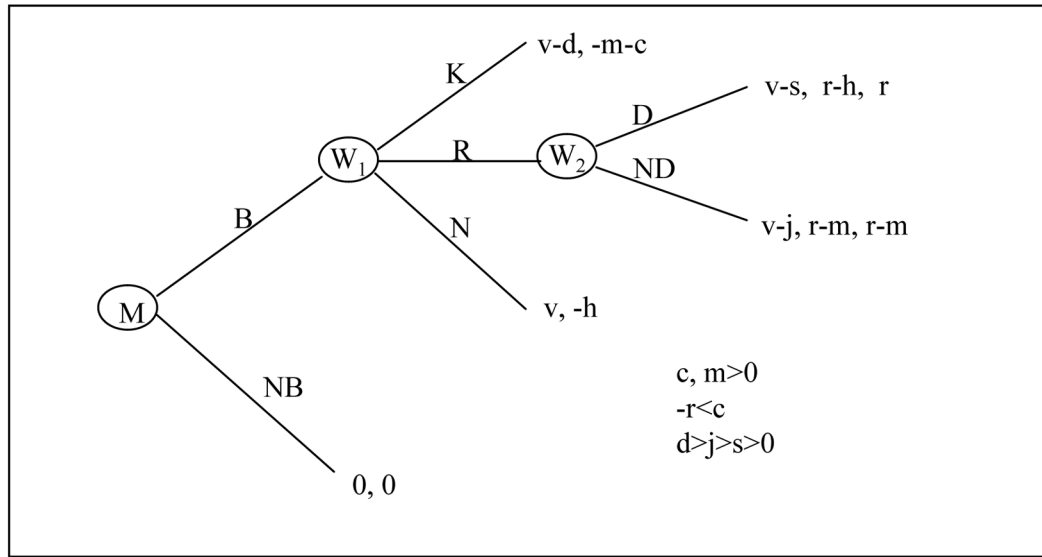 v-d, -m-c
K
v-s, r-h, r
D
W1
R
W2
ND
B
N
v-j, r-m, r-m
M
v, -h
NB
c, m>0
-r<c
d>j>s>0
0, 0